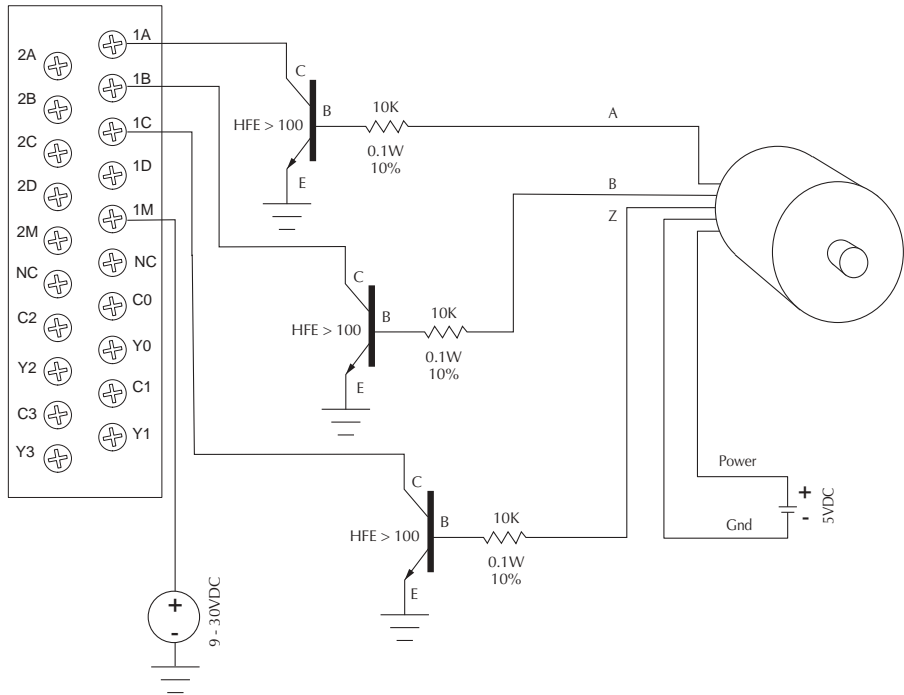 1A
2A
1B
2B
1C
2C
1D
2D
1M
2M
NC
NC
C0
C2
Y0
Y2
C1
C3
Y1
Y3
C
B
HFE > 100
E
10K
0.1W
10%
A
B
Z
C
B
HFE > 100
E
10K
0.1W
10%
C
B
HFE > 100
E
10K
0.1W
10%
Power
+
-
5VDC
Gnd
+
-
9 - 30VDC